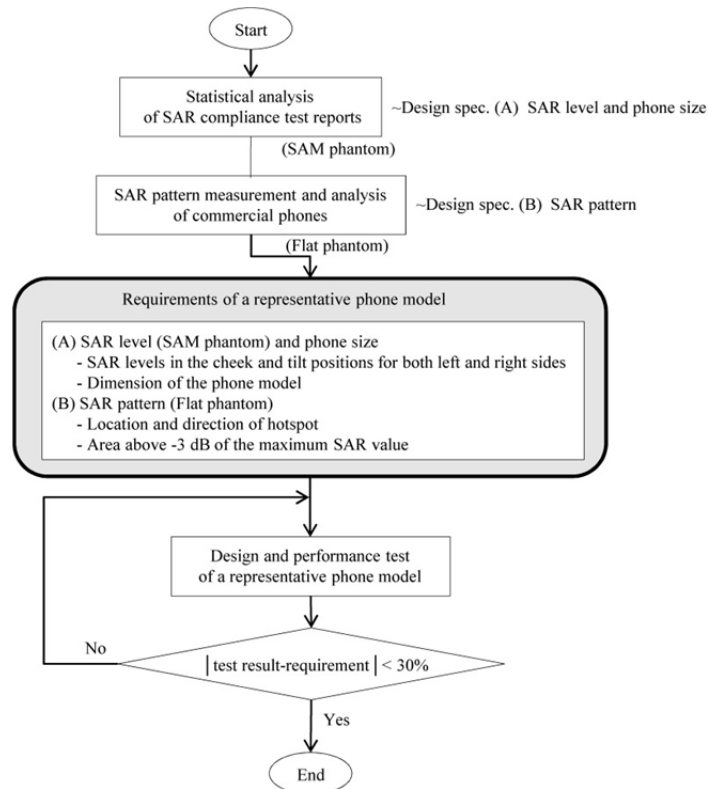 Start
Statistical analysis
of SAR compliance test reports
~Design spec. (A) SAR level and phone size
(SAM phantom)
SAR pattern measurement and analysis
of commercial phones
~Design spec. (B) SAR pattern
(Flat phantom)
Requirements of a representative phone model
(A) SAR level (SAM phantom) and phone size
- SAR levels in the cheek and tilt positions for both left and right sides
- Dimension of the phone model
(B) SAR pattern (Flat phantom)
- Location and direction of hotspot
- Area above -3 dB of the maximum SAR value
Design and performance test
of a representative phone model
No
|test result-requirement| < 30%
Yes
End